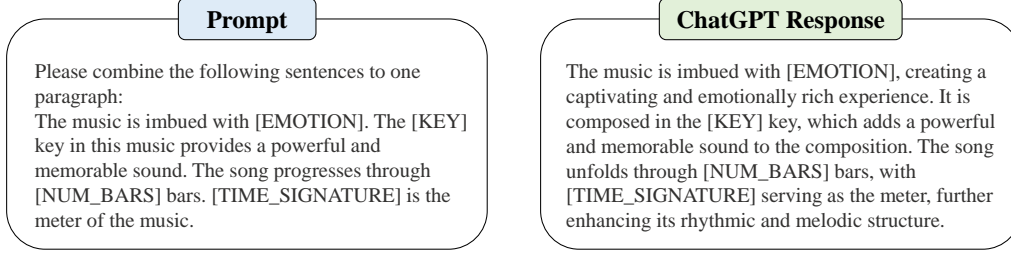 Prompt
Please combine the following sentences to one
paragraph:
The music is imbued with [EMOTION]. The [KEY]
key in this music provides a powerful and
memorable sound. The song progresses through
[NUM_BARS] bars. [TIME_SIGNATURE] is the
meter of the music.
ChatGPT Response
The music is imbued with [EMOTION], creating a
captivating and emotionally rich experience. It is
composed in the [KEY] key, which adds a powerful
and memorable sound to the composition. The song
unfolds through [NUM_BARS] bars, with
[TIME_SIGNATURE] serving as the meter, further
enhancing its rhythmic and melodic structure.